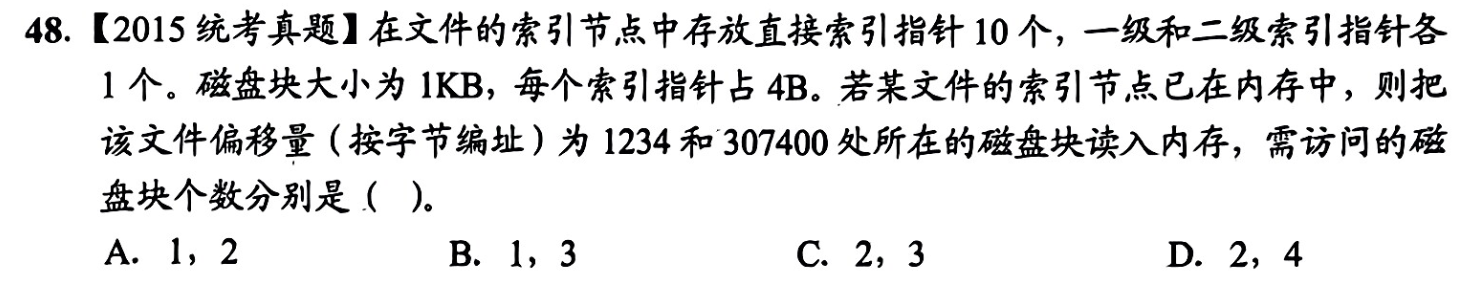 48.【2015 统考真题】在文件的索引节点中存放直接索引指针 10 个，一级和二级索引指针各
1 个。磁盘块大小为 1KB，每个索引指针占 4B。若某文件的索引节点已在内存中，则把
该文件偏移量（按字节编址）为 1234 和 307400 处所在的磁盘块读入内存，需访问的磁
盘块个数分别是（ ）。
A. 1，2 B. 1，3 C. 2，3 D. 2，4